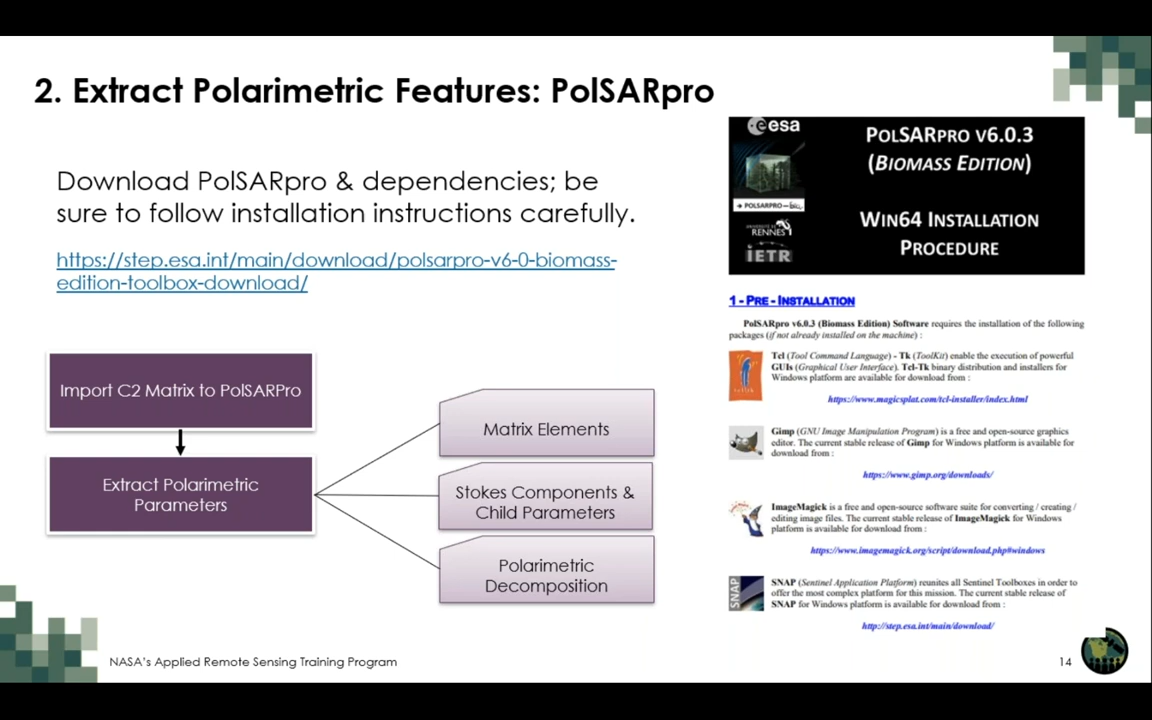 2. Extract Polarimetric Features: PolSARpro
Download PolSARpro & dependencies; be
sure to follow installation instructions carefully.
https://step.esa.int/main/download/polsarpro-v6-0-biomass-
edition-toolbox-download/
Import C2 Matrix to PolSARPro
Extract Polarimetric
Parameters
Matrix Elements
Stokes Components &
Child Parameters
Polarimetric
Decomposition
esa
POLSARPRO V6.0.3
(BIOMASS EDITION)
WIN64 INSTALLATION
PROCEDURE
RENNES
IETR
1 - PRE - INSTALLATION
PolSARpro v6.0.3 (Biomass Edition) Software requires the installation of the following
packages (if not already installed on the machine) :
Tcl (Tool Command Language) - Tk (ToolKit) enable the execution of powerful
GUIs (Graphical User Interface). Tcl-Tk binary distribution and installers for
Windows platform are available for download from :
https://www.magicsplat.com/tcl-installer/index.html
Gimp (GNU Image Manipulation Program) is a free and open-source graphics
editor. The current stable release of Gimp for Windows platform is available for
download from :
https://www.gimp.org/downloads/
ImageMagick is a free and open-source software suite for converting / creating /
editing image files. The current stable release of ImageMagick for Windows
platform is available for download from :
https://www.imagemagick.org/script/download.php#windows
SNAP
SNAP (Sentinel Application Platform) reunites all Sentinel Toolboxes in order to
offer the most complex platform for this mission. The current stable release of
SNAP for Windows platform is available for download from :
http://step.esa.int/main/download/
NASA's Applied Remote Sensing Training Program
14